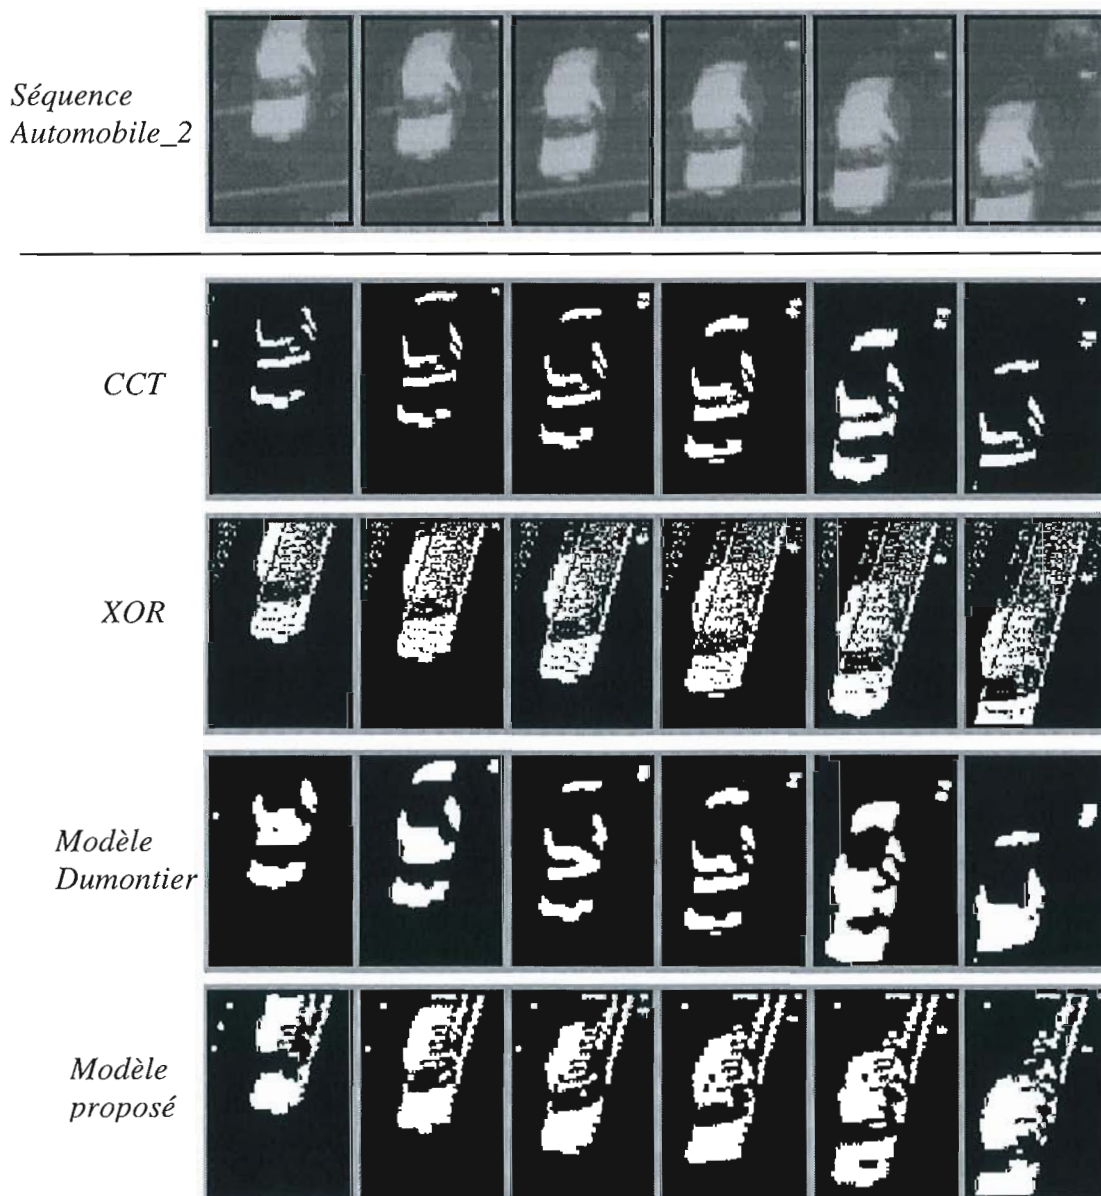 Séquence
Automobile_2
CCT
XOR
Modèle
Dumontier
Modèle
proposé